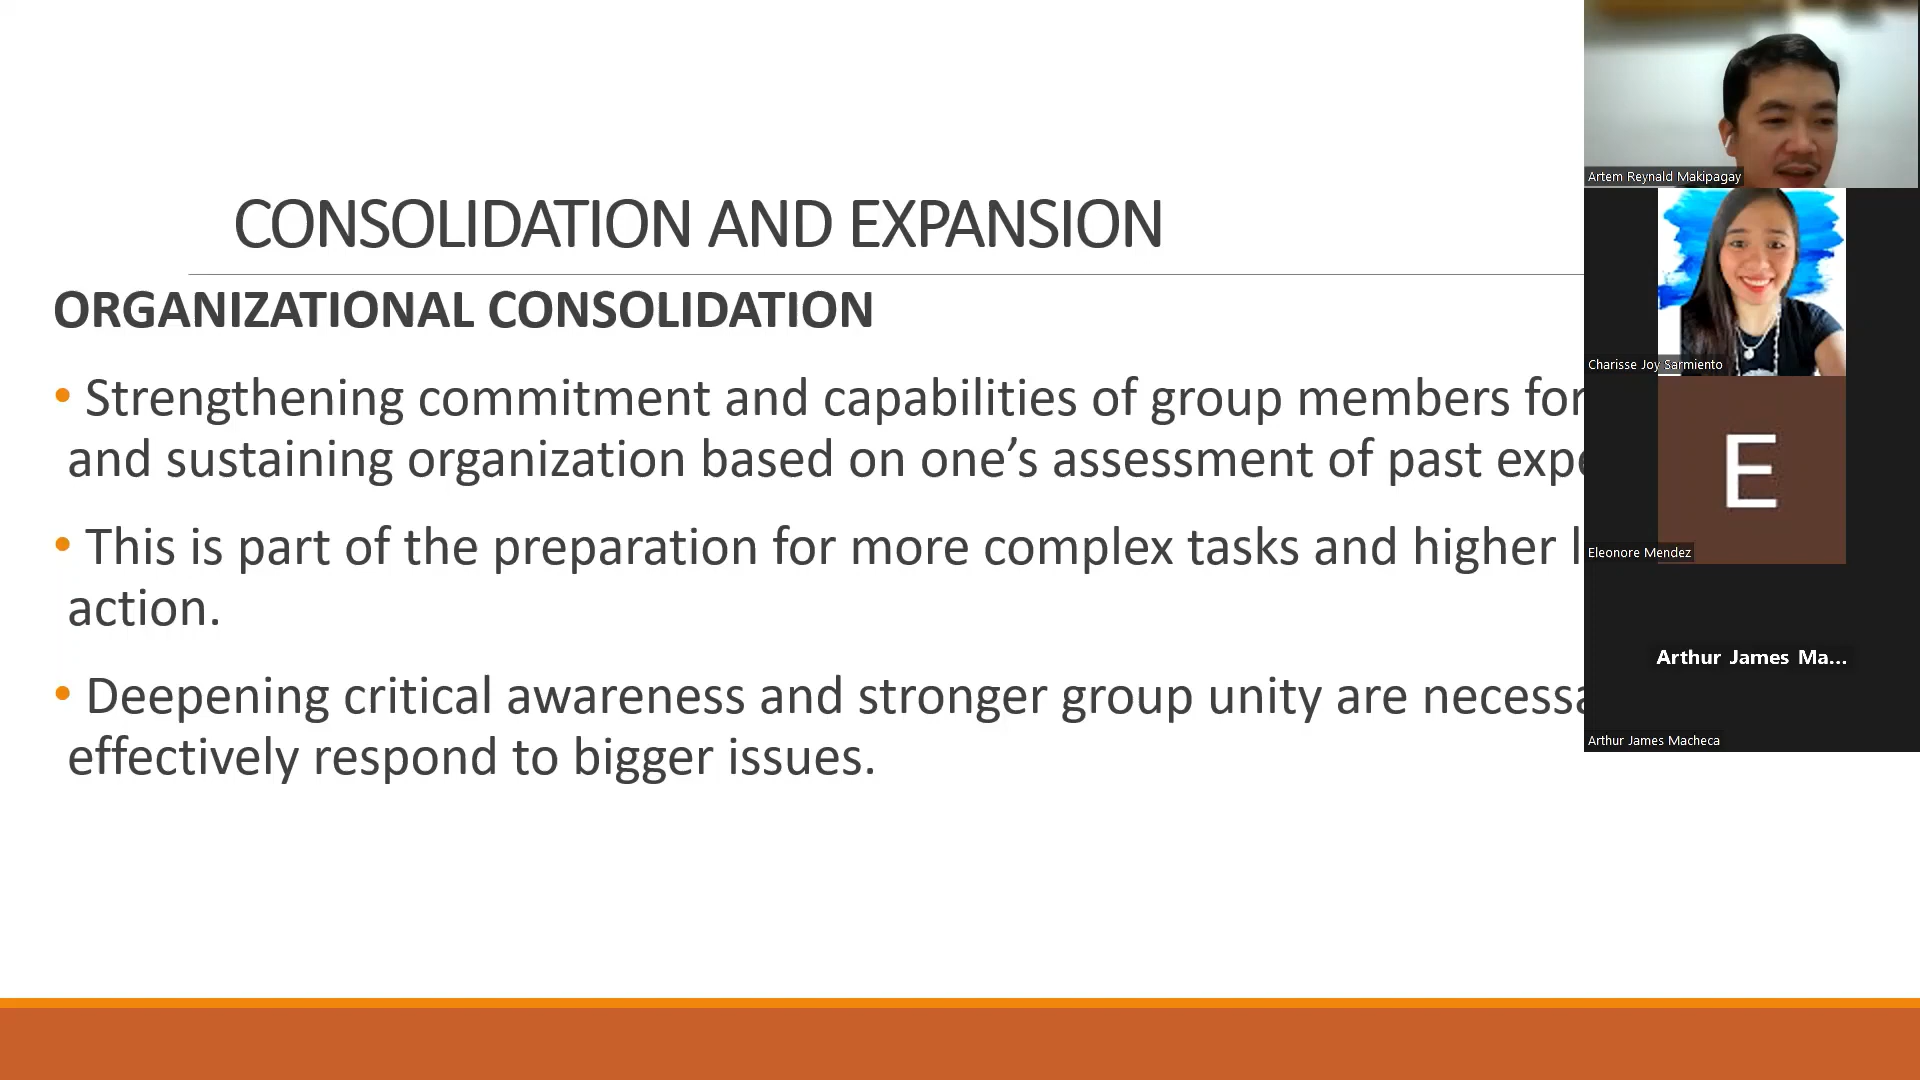 CONSOLIDATION AND EXPANSION
ORGANIZATIONAL CONSOLIDATION
• Strengthening commitment and capabilities of group members for
and sustaining organization based on one’s assessment of past
• This is part of the preparation for more complex tasks and higher
action.
• Deepening critical awareness and stronger group unity are
effectively respond to bigger issues.
Artem Reynald Makipagay
Charisse Joy Sarmiento
E
Eleonore Mendez
Arthur James Ma...
Arthur James Macheca